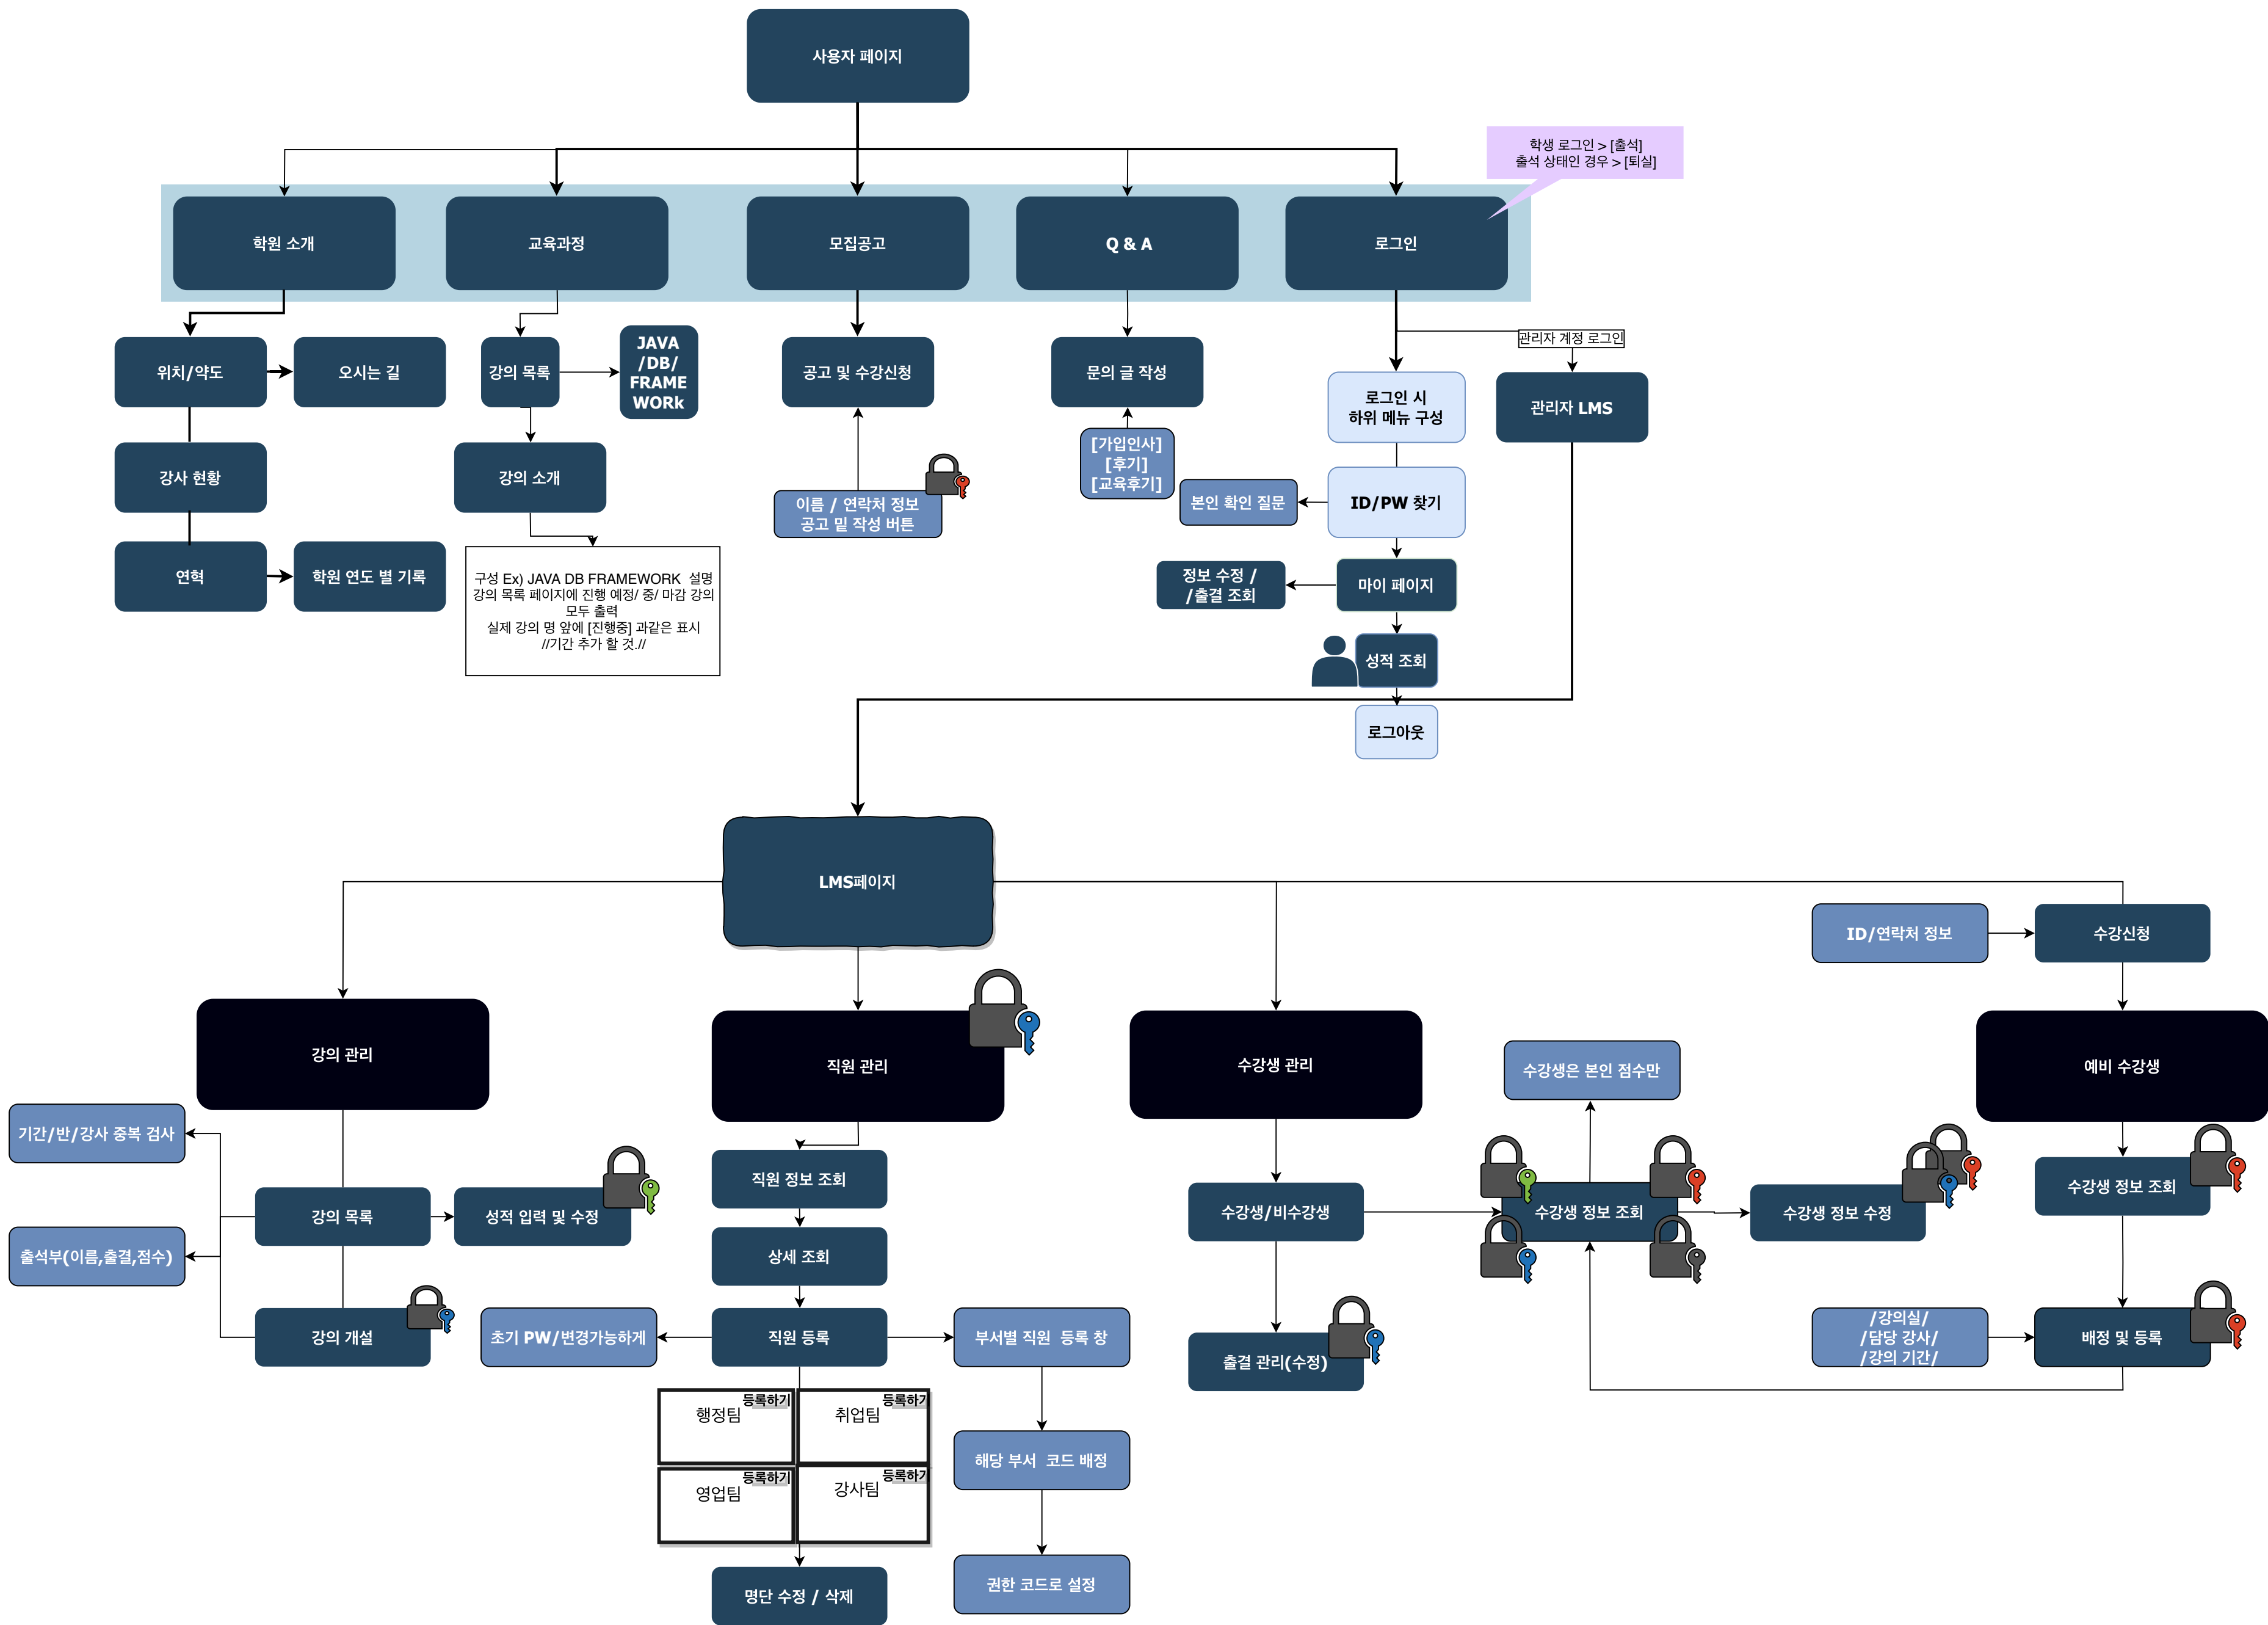 사용자 페이지
학생 로그인 > [출석]
출석 상태인 경우 > [퇴실]
학원 소개
교육과정
모집공고
Q & A
로그인
관리자 계정 로그인
위치/약도
오시는 길
강의 목록
JAVA
/DB/
FRAME
WORk
공고 및 수강신청
문의 글 작성
로그인 시
하위 메뉴 구성
관리자 LMS
강사 현황
강의 소개
이름 / 연락처 정보
공고 밑 작성 버튼
[가입인사]
[후기]
[교육후기]
본인 확인 질문
ID/PW 찾기
연혁
학원 연도 별 기록
구성 Ex) JAVA DB FRAMEWORK 설명
강의 목록 페이지에 진행 예정/ 중/ 마감 강의
모두 출력
실제 강의 명 앞에 [진행중] 과같은 표시
//기간 추가 할 것.//
정보 수정 /
/출결 조회
마이 페이지
성적 조회
로그아웃
LMS페이지
ID/연락처 정보
수강신청
강의 관리
직원 관리
수강생 관리
수강생은 본인 점수만
예비 수강생
기간/반/강사 중복 검사
직원 정보 조회
수강생 정보 조회
강의 목록
성적 입력 및 수정
수강생/비수강생
수강생 정보 조회
수강생 정보 수정
출석부(이름,출결,점수)
상세 조회
강의 개설
초기 PW/변경가능하게
직원 등록
부서별 직원 등록 창
출결 관리(수정)
/강의실/
/담당 강사/
/강의 기간/
배정 및 등록
등록하기
행정팀
등록하기
취업팀
등록하기
영업팀
등록하기
강사팀
해당 부서 코드 배정
명단 수정 / 삭제
권한 코드로 설정